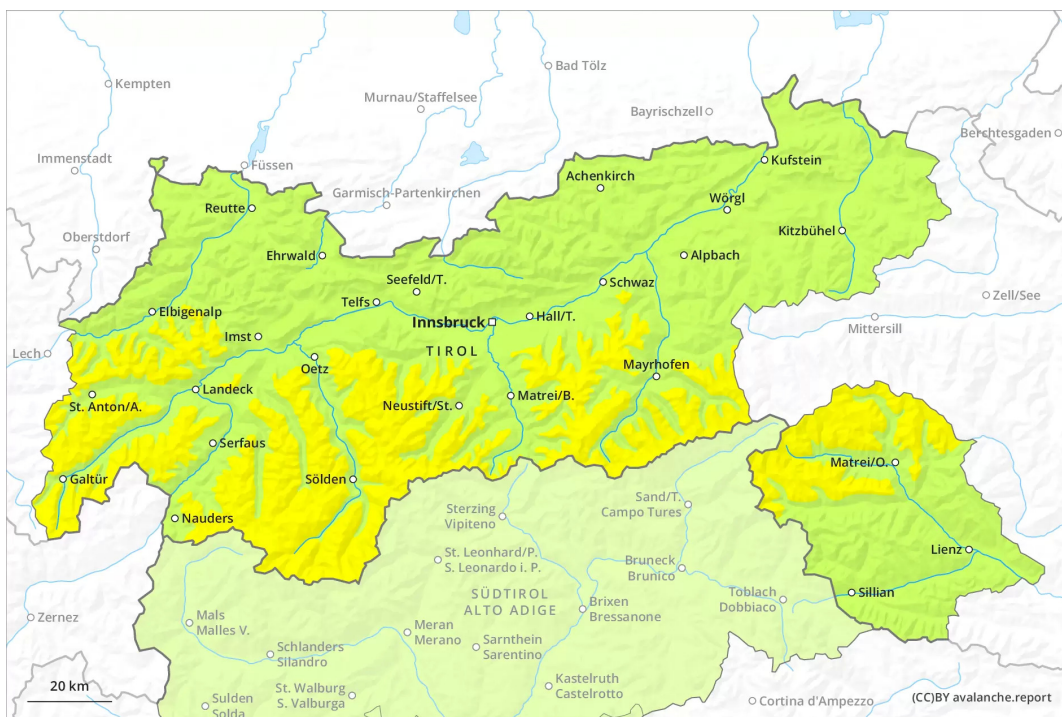 Kempten
Bad Tölz
Murnau/Staffelsee
Bayrischzell
Berchtesgaden
Immenstadt
Füssen
Kufstein
Garmisch-Partenkirchen
Achenkirch
Wörgl
Reutte
Oberstdorf
Kitzbühel
Ehrwald
Alpbach
Seefeld/T.
Schwaz
Telfs
Zell/See
Elbigenalp
Innsbruck
Hall/T.
Mittersill
Imst
Lech
TIROL
Oetz
Mayrhofen
Landeck
St. Anton/A.
Neustift/St.
Matrei/B.
Serfaus
Matrei/O.
Galtür
Sölden
Sand/T.
Campo Tures
Sterzing
Vipiteno
Nauders
Lienz
St. Leonhard/P.
S. Leonardo i. P.
Bruneck
Brunico
SÜDTIROL
ALTO ADIGE
Sillian
Toblach
Dobbiaco
Brixen
Bressanone
Zernez
Mals
Malles V.
Meran
Merano
Sarnthein
Sarentino
Schlanders
Silandro
Kastelruth
Castelrotto
20 km
St. Walburg
S. Valburga
Sulden
Solda
Cortina d'Ampezzo
(CC)BY avalanche.report